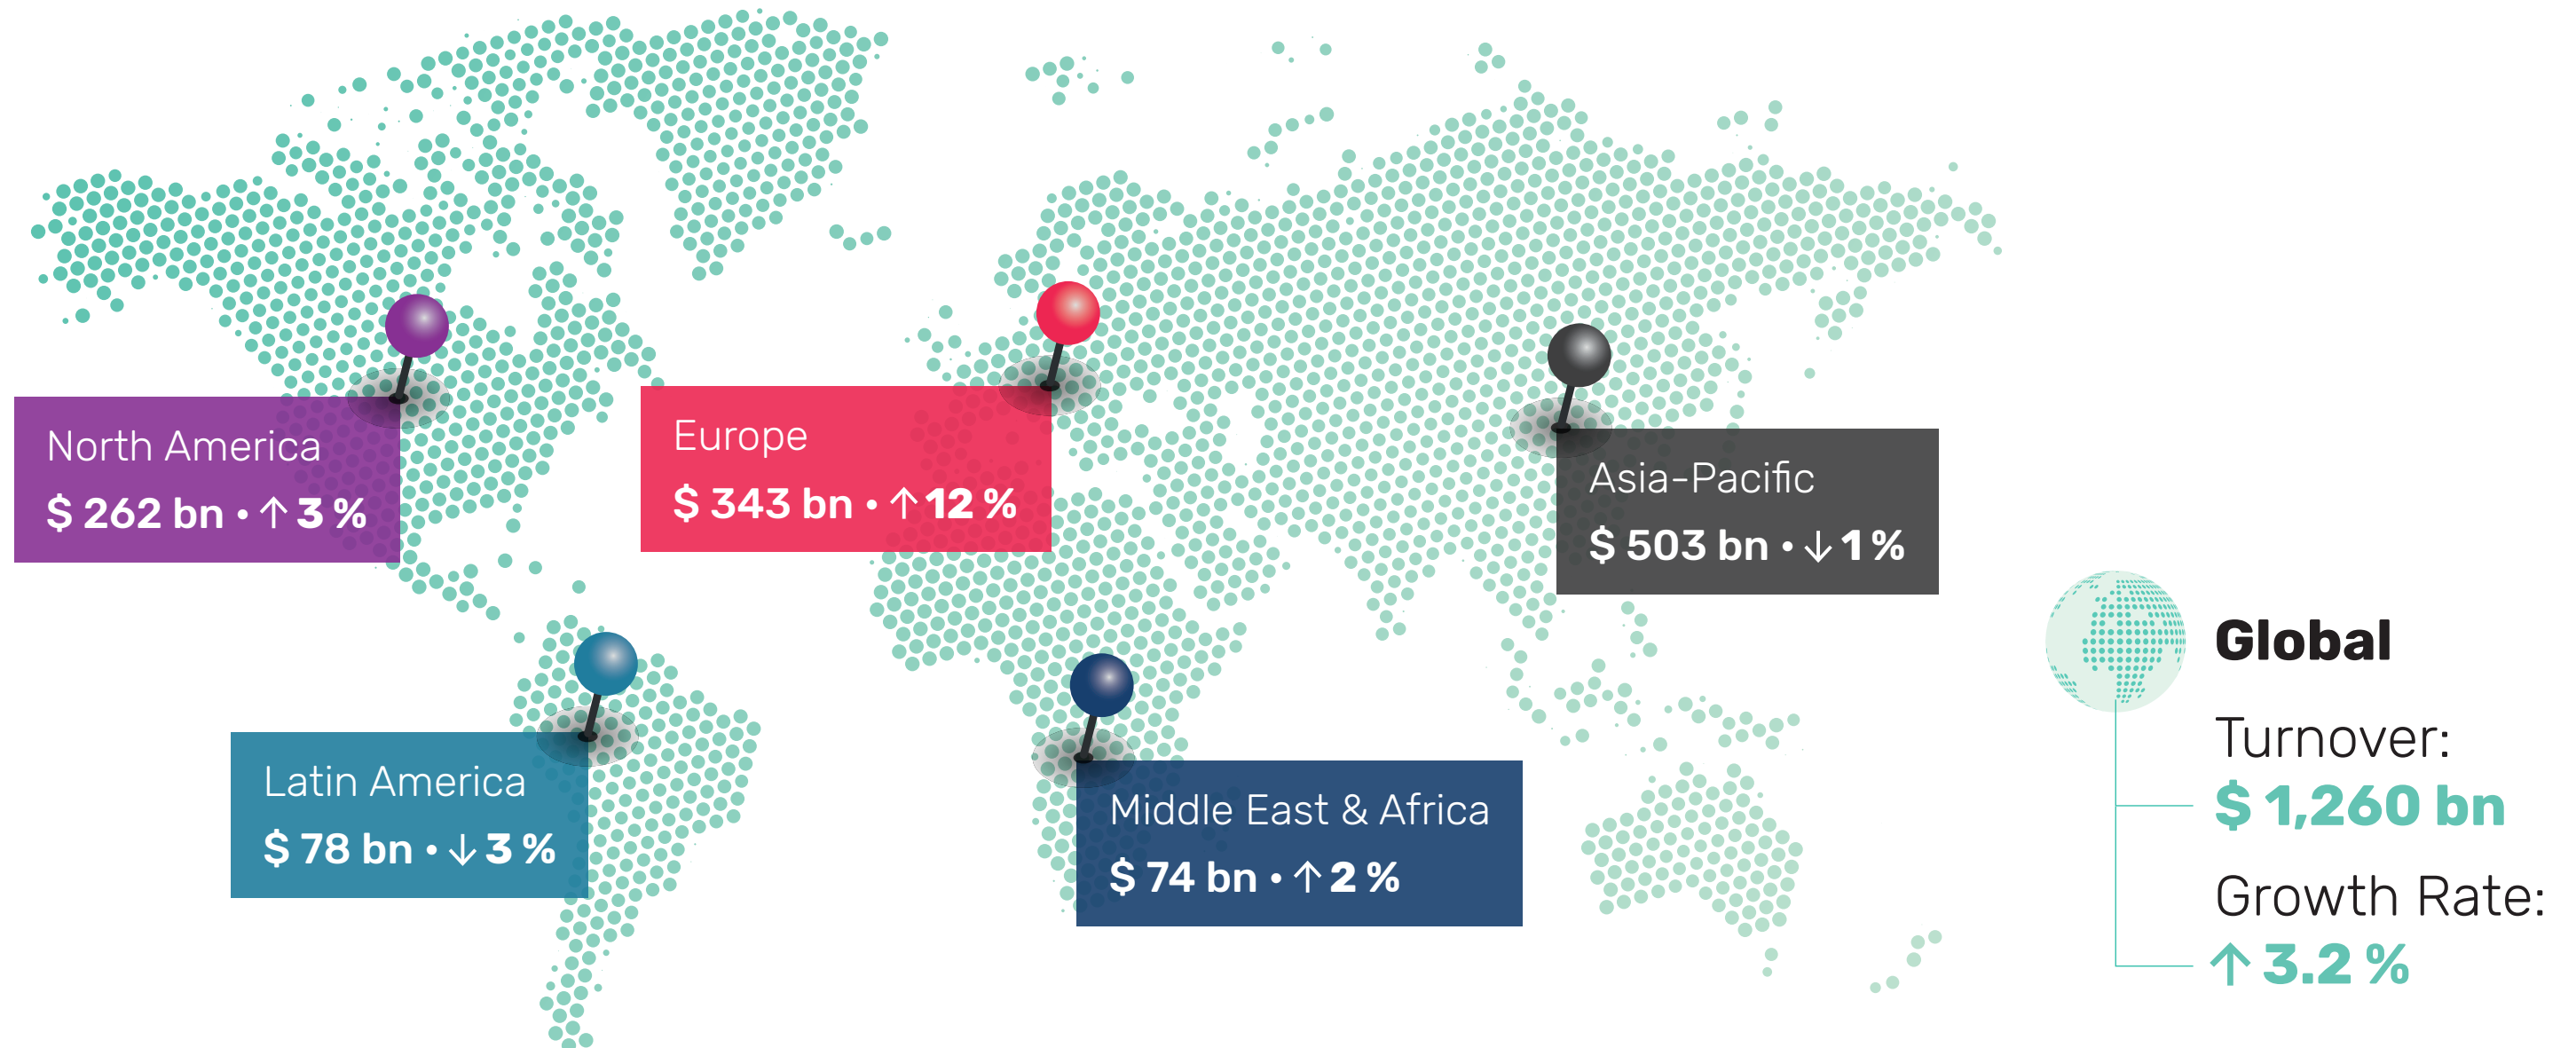 North America
$ 262 bn • ↑ 3 %
Europe
$ 343 bn • ↑ 12 %
Asia-Pacific
$ 503 bn • ↓ 1 %
Latin America
$ 78 bn • ↓ 3 %
Middle East & Africa
$ 74 bn • ↑ 2 %
Global
Turnover:
$ 1,260 bn
Growth Rate:
↑ 3.2 %